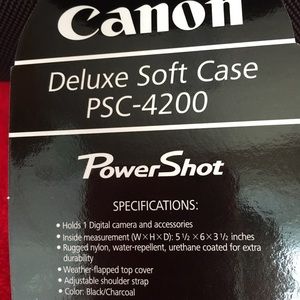 Canon
Deluxe Soft Case
PSC-4200
PowerShot
SPECIFICATIONS:
• Holds 1 Digital camera and accessories
• Inside measurement (W×H×D): 5 1/2 × 6 × 3 1/2 inches
• Rugged nylon, water-repellent, urethane coated for extra
durability
• Weather-flapped top cover
• Adjustable shoulder strap
• Color: Black/Charcoal